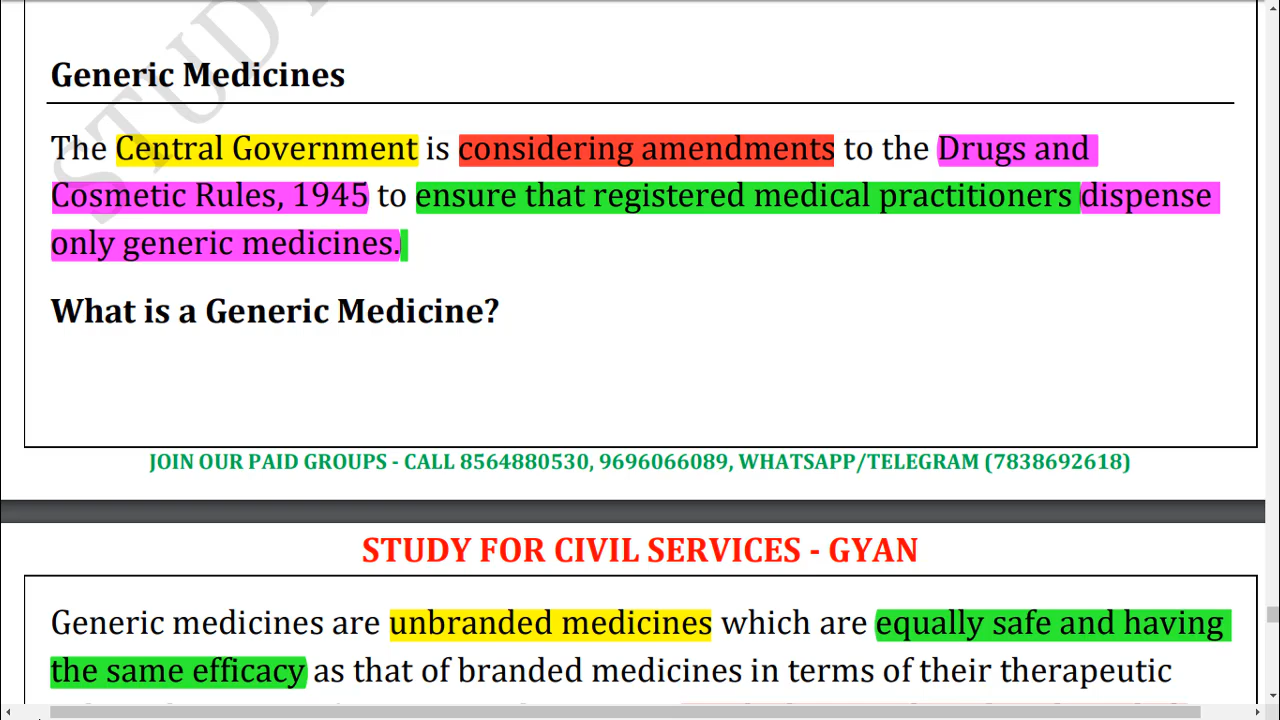 STUDY
Generic Medicines
The Central Government is considering amendments to the Drugs and
Cosmetic Rules, 1945 to ensure that registered medical practitioners dispense
only generic medicines.
What is a Generic Medicine?
JOIN OUR PAID GROUPS - CALL 8564880530, 9696066089, WHATSAPP/TELEGRAM (7838692618)
STUDY FOR CIVIL SERVICES - GYAN
Generic medicines are unbranded medicines which are equally safe and having
the same efficacy as that of branded medicines in terms of their therapeutic